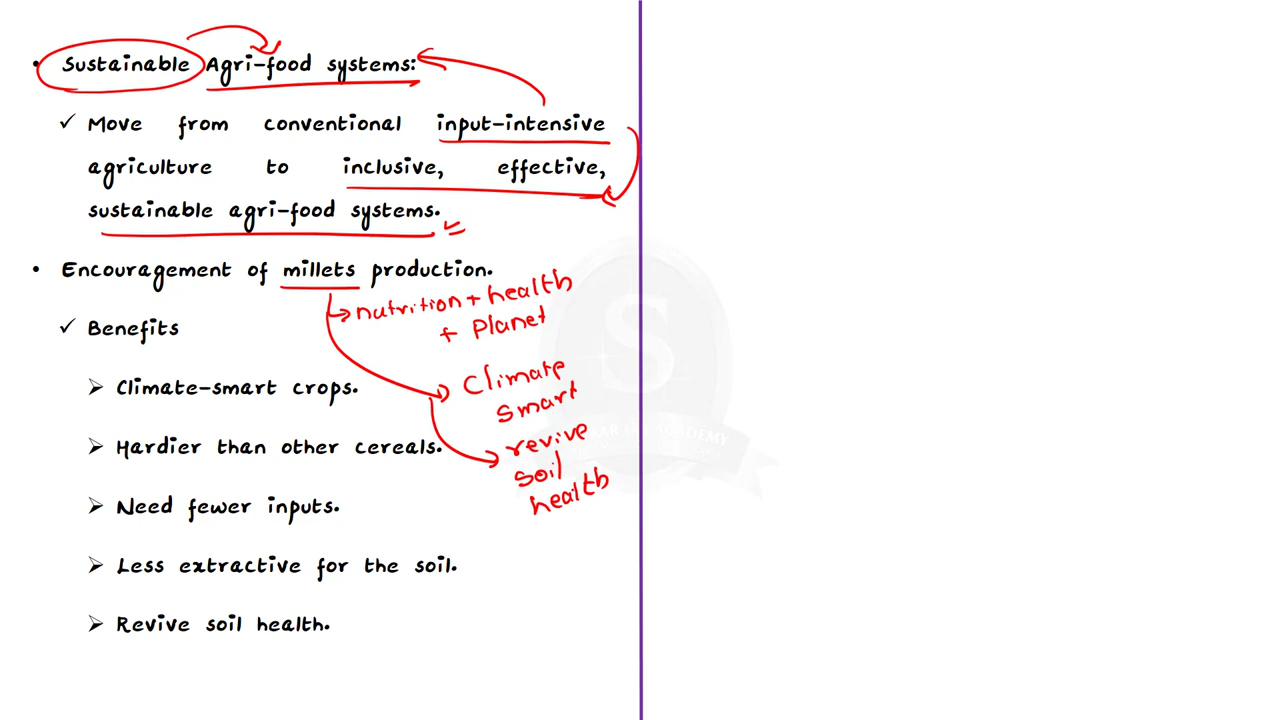 • Sustainable Agri-food systems:
✓ Move from conventional input-intensive
agriculture to inclusive, effective,
sustainable agri-food systems.
• Encouragement of millets production.
nutrition + health
+ Planet
✓ Benefits
➢ Climate-smart crops.
Climate
smart
➢ Hardier than other cereals.
revive
soil
health
➢ Need fewer inputs.
➢ Less extractive for the soil.
➢ Revive soil health.
S
ACADEMY